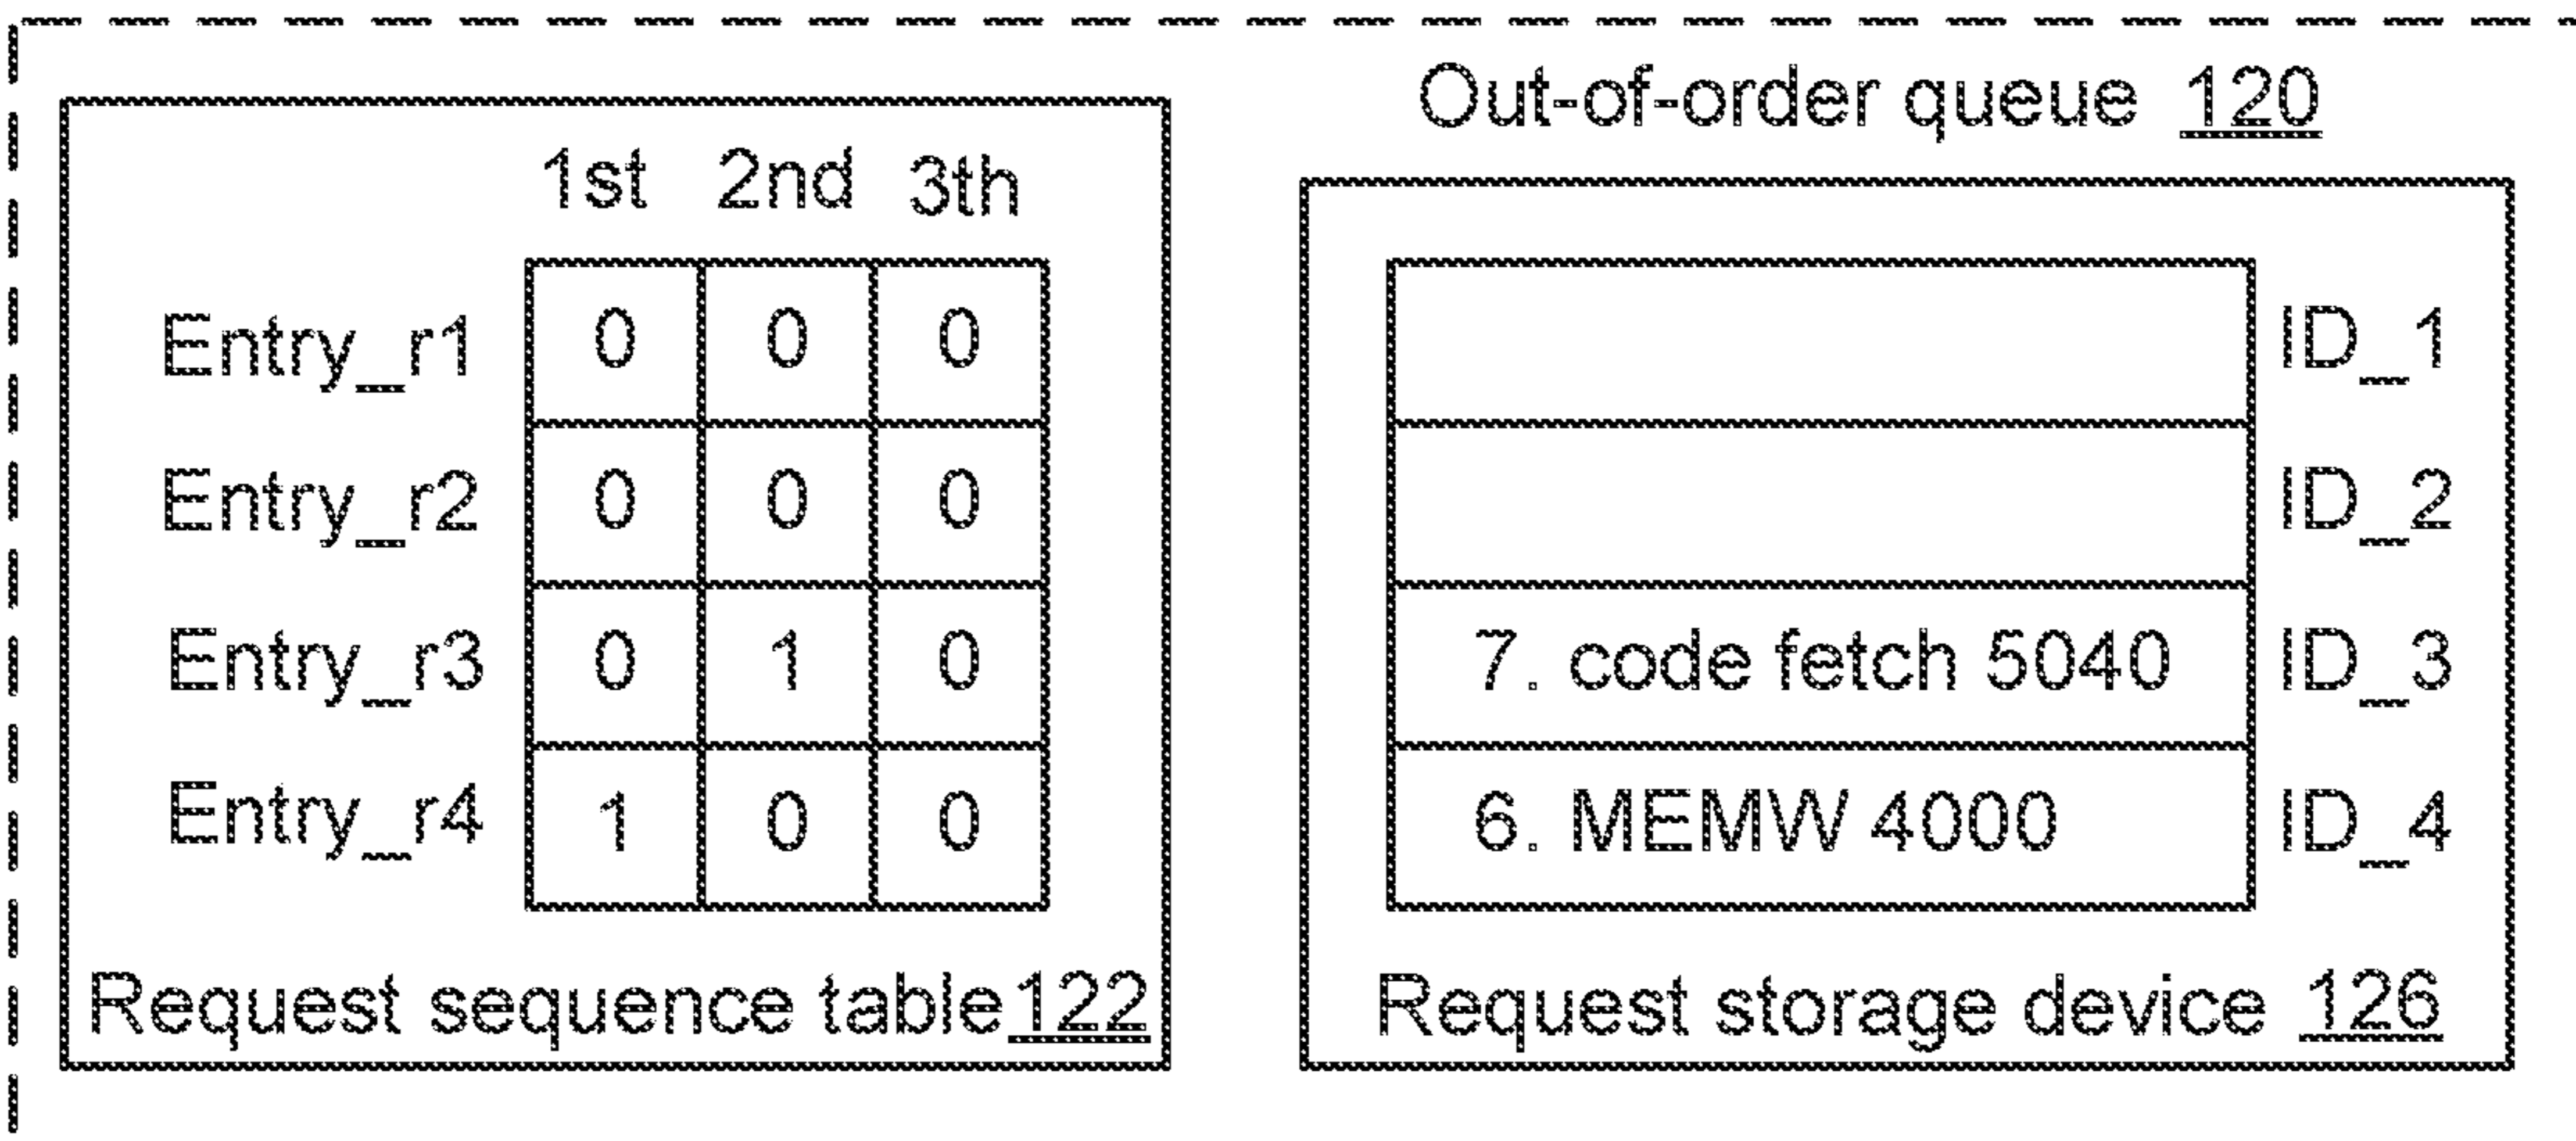 Out-of-order queue 120
1st 2nd 3th
Entry_r1 0 0 0
Entry_r2 0 0 0
Entry_r3 0 1 0
Entry_r4 1 0 0
Request sequence table 122
ID_1
ID_2
7. code fetch 5040 ID_3
6. MEMW 4000 ID_4
Request storage device 126